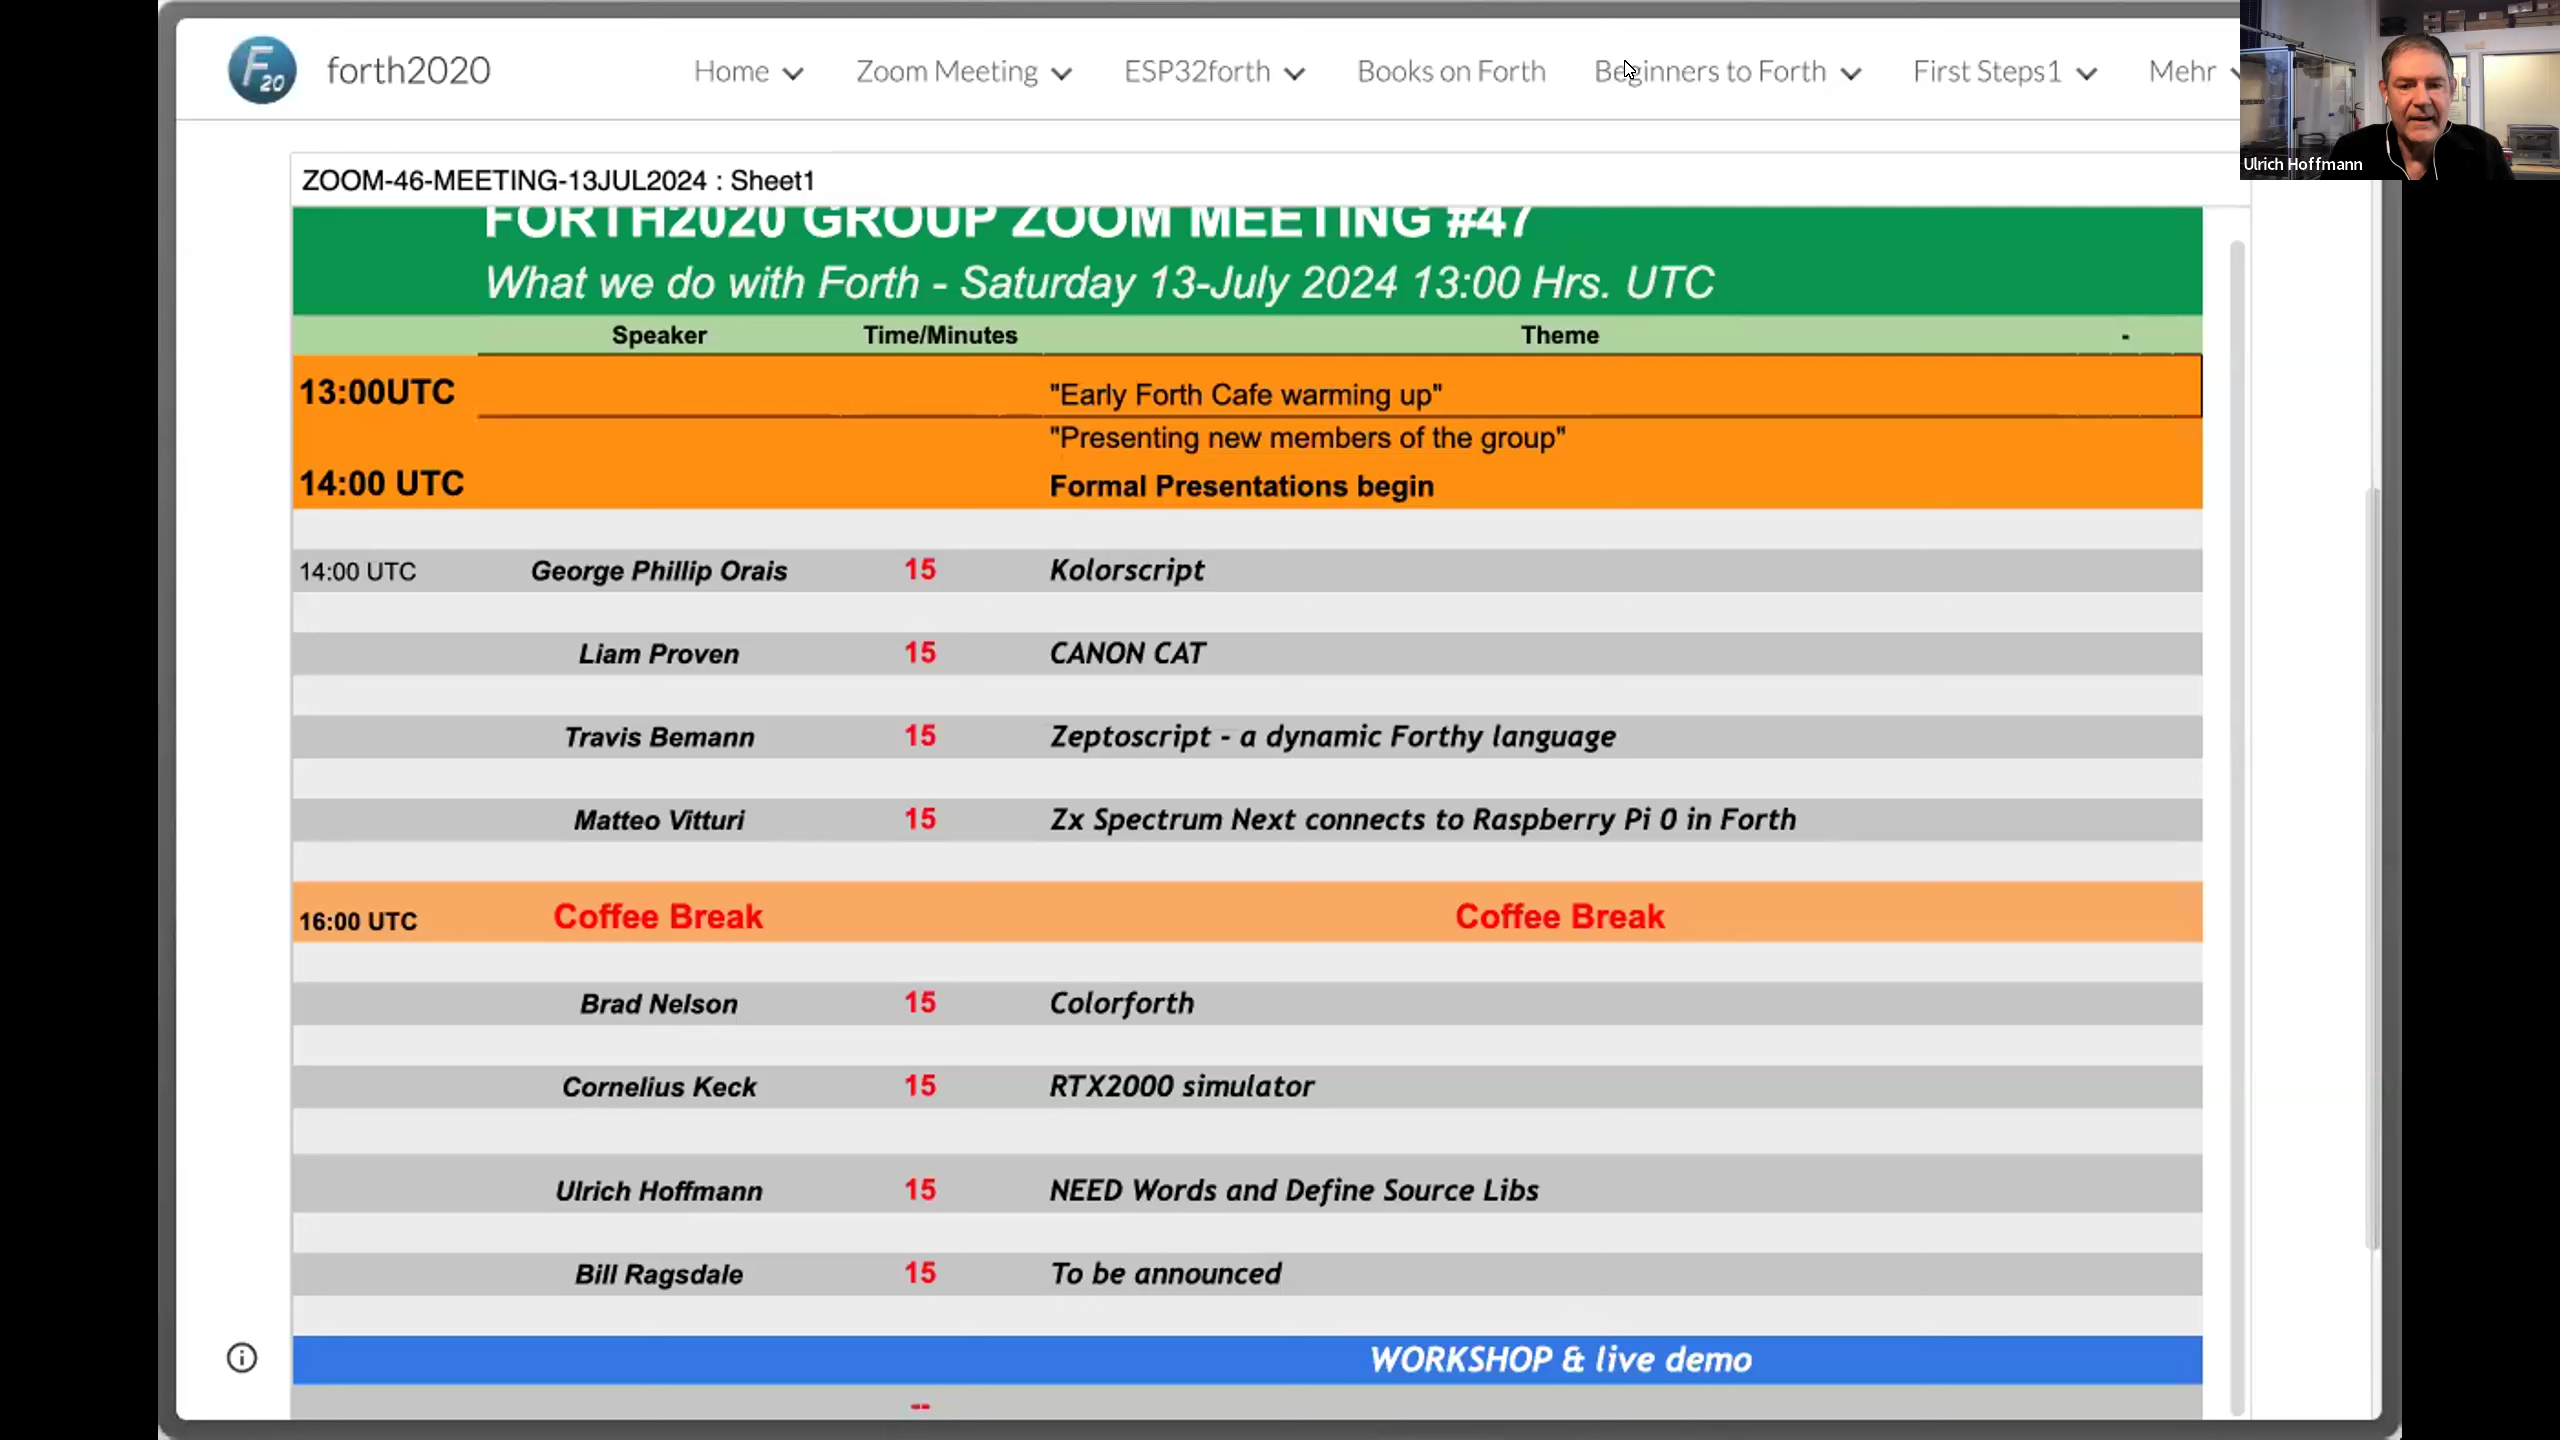 F20
forth2020
Home Zoom Meeting ESP32forth Books on Forth Beginners to Forth First Steps1 Mehr
Ulrich Hoffmann
ZOOM-46-MEETING-13JUL2024 : Sheet1
FORTH2020 GROUP ZOOM MEETING #47
What we do with Forth - Saturday 13-July 2024 13:00 Hrs. UTC
Speaker Time/Minutes Theme -
13:00UTC "Early Forth Cafe warming up"
"Presenting new members of the group"
14:00 UTC Formal Presentations begin
14:00 UTC George Phillip Orais 15 Kolorscript
Liam Proven 15 CANON CAT
Travis Bemann 15 Zeptoscript - a dynamic Forthy language
Matteo Vitturi 15 Zx Spectrum Next connects to Raspberry Pi 0 in Forth
16:00 UTC Coffee Break Coffee Break
Brad Nelson 15 Colorforth
Cornelius Keck 15 RTX2000 simulator
Ulrich Hoffmann 15 NEED Words and Define Source Libs
Bill Ragsdale 15 To be announced
WORKSHOP & live demo
--